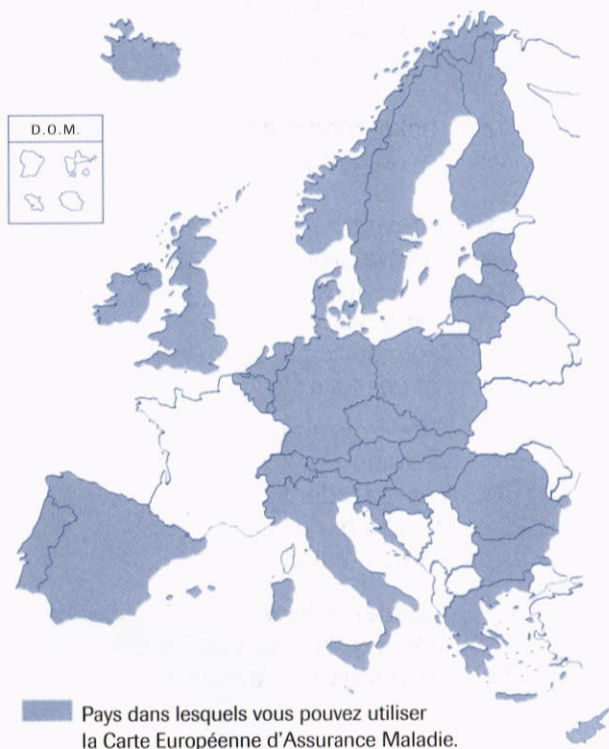 D.O.M.
Pays dans lesquels vous pouvez utiliser
la Carte Européenne d'Assurance Maladie.